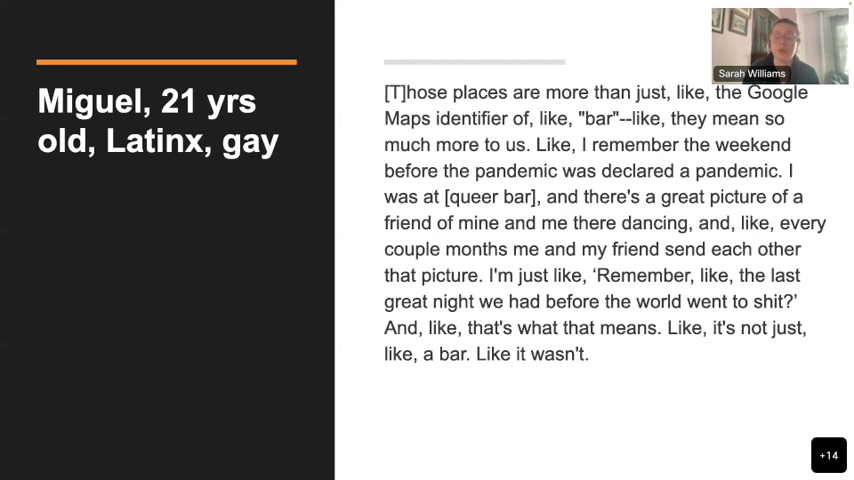 Miguel, 21 yrs
old, Latinx, gay
Sarah Williams
[T]hose places are more than just, like, the Google
Maps identifier of, like, "bar"--like, they mean so
much more to us. Like, I remember the weekend
before the pandemic was declared a pandemic. I
was at [queer bar], and there's a great picture of a
friend of mine and me there dancing, and, like, every
couple months me and my friend send each other
that picture. I'm just like, ‘Remember, like, the last
great night we had before the world went to shit?’
And, like, that's what that means. Like, it's not just,
like, a bar. Like it wasn't.
+14